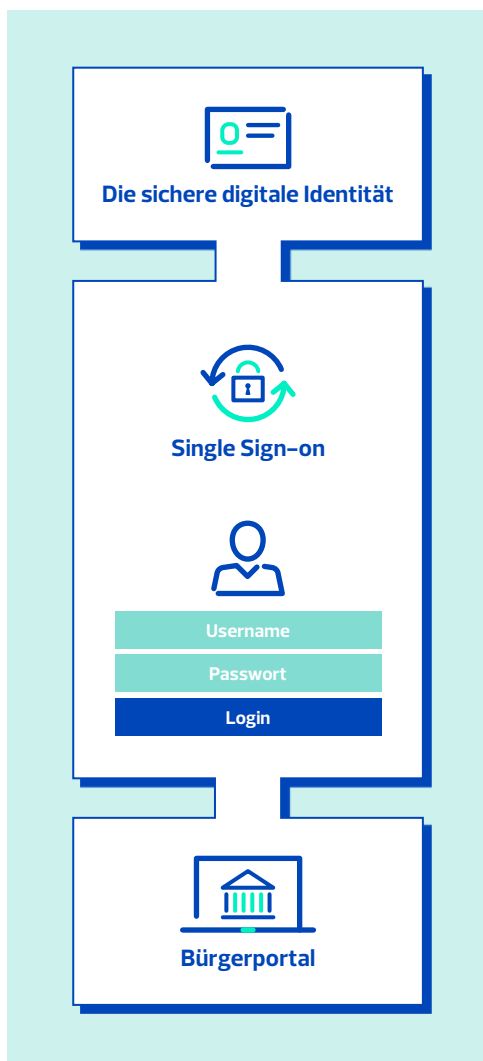 Die sichere digitale Identität
Single Sign-on
Username
Passwort
Login
Bürgerportal